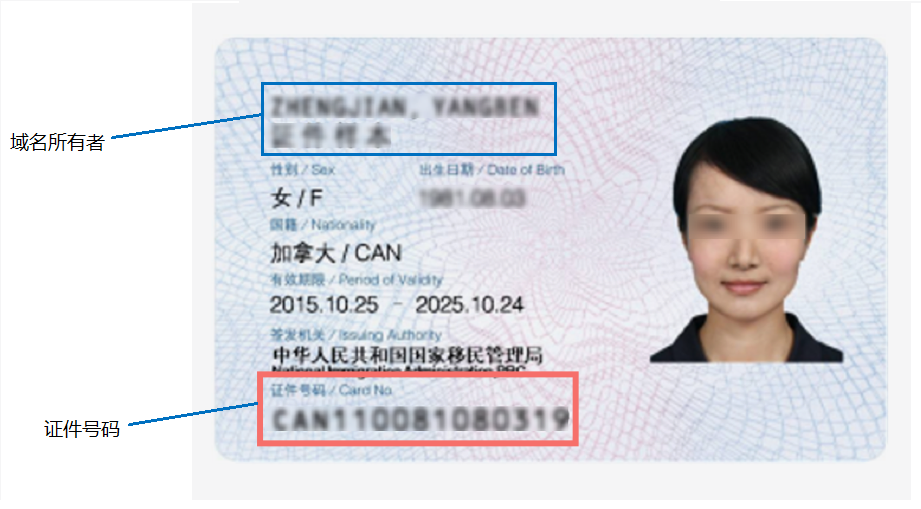 域名所有者
ZHENGJIAN, YANGBEN
证件样本
性别 / Sex
出生日期 / Date of Birth
女 / F
1981.08.03
国籍 / Nationality
加拿大 / CAN
有效期限 / Period of Validity
2015.10.25 - 2025.10.24
签发机关 / Issuing Authority
中华人民共和国国家移民管理局
National Immigration Administration, PRC
证件号码 / Card No.
证件号码
CAN110081080319